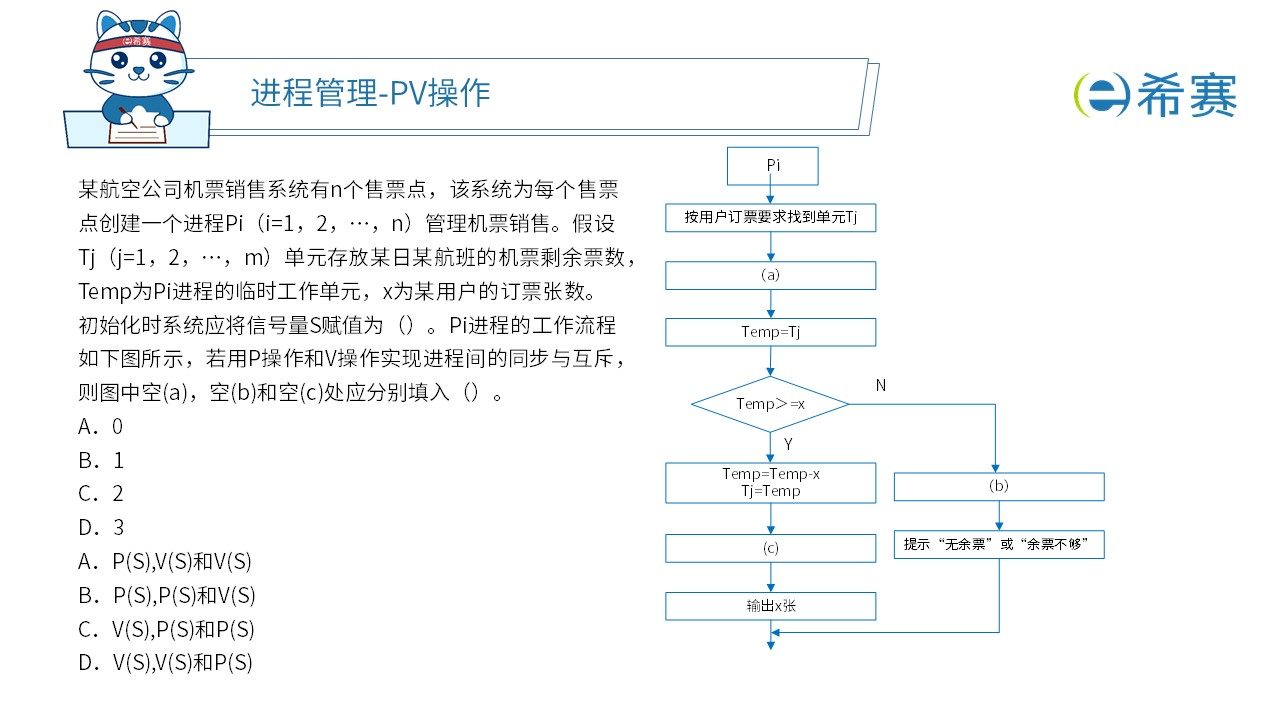 e希赛
进程管理-PV操作
e希赛
某航空公司机票销售系统有n个售票点，该系统为每个售票
点创建一个进程Pi（i=1，2，…，n）管理机票销售。假设
Tj（j=1，2，…，m）单元存放某日某航班的机票剩余票数，
Temp为Pi进程的临时工作单元，x为某用户的订票张数。
初始化时系统应将信号量S赋值为（）。Pi进程的工作流程
如下图所示，若用P操作和V操作实现进程间的同步与互斥，
则图中空(a)，空(b)和空(c)处应分别填入（）。
A．0
B．1
C．2
D．3
A．P(S),V(S)和V(S)
B．P(S),P(S)和V(S)
C．V(S),P(S)和P(S)
D．V(S),V(S)和P(S)
Pi
按用户订票要求找到单元Tj
（a）
Temp=Tj
Temp＞=x
N
Y
Temp=Temp-x
Tj=Temp
（b）
(c)
提示“无余票”或“余票不够”
输出x张